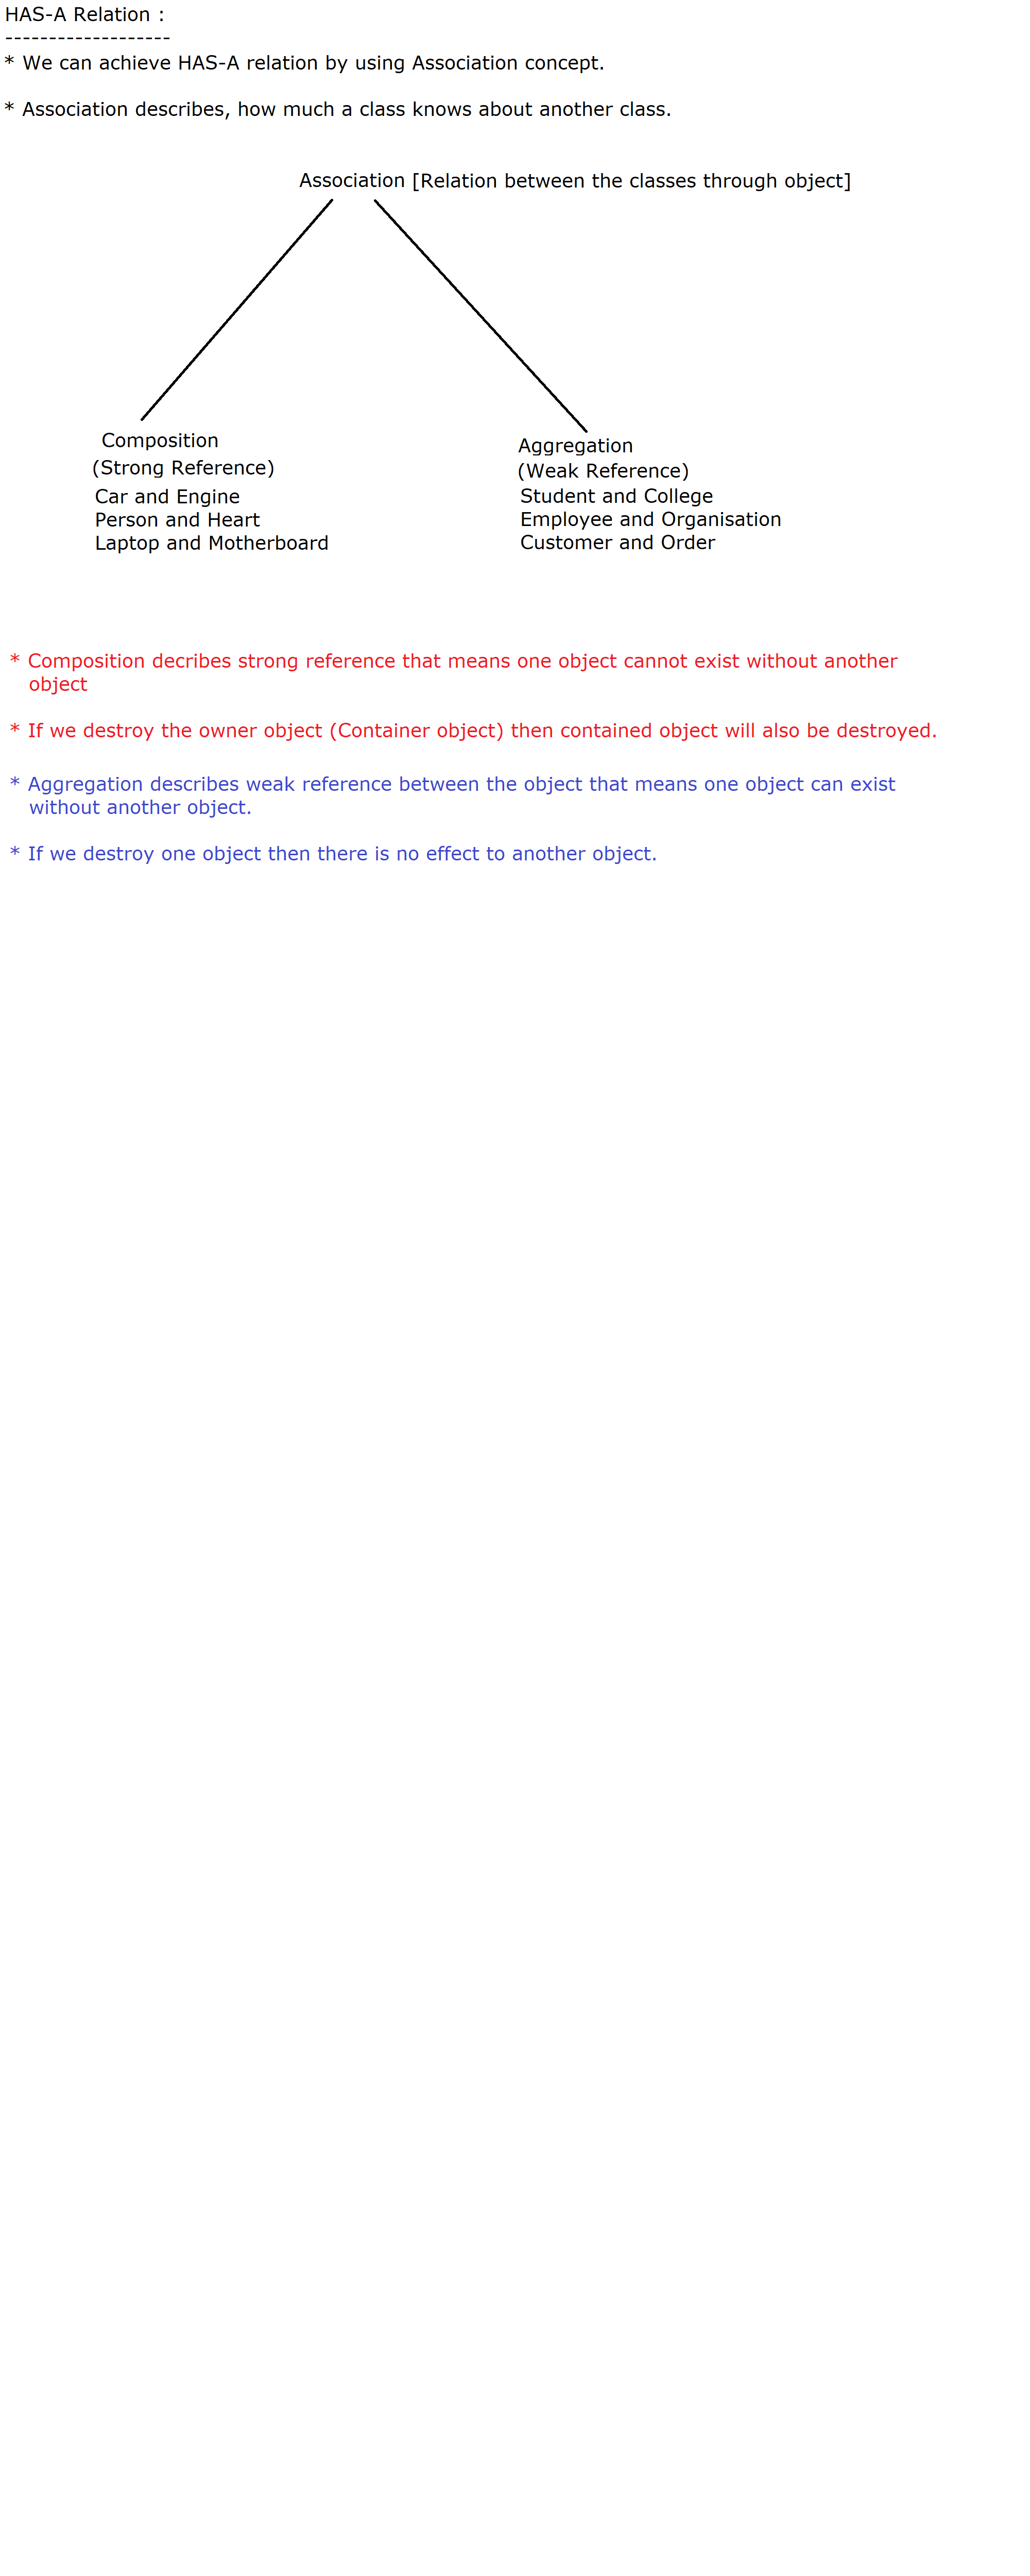 HAS-A Relation :
-------------------
* We can achieve HAS-A relation by using Association concept.
* Association describes, how much a class knows about another class.
Association [Relation between the classes through object]
Composition
(Strong Reference)
Car and Engine
Person and Heart
Laptop and Motherboard
Aggregation
(Weak Reference)
Student and College
Employee and Organisation
Customer and Order
* Composition decribes strong reference that means one object cannot exist without another
object
* If we destroy the owner object (Container object) then contained object will also be destroyed.
* Aggregation describes weak reference between the object that means one object can exist
without another object.
* If we destroy one object then there is no effect to another object.